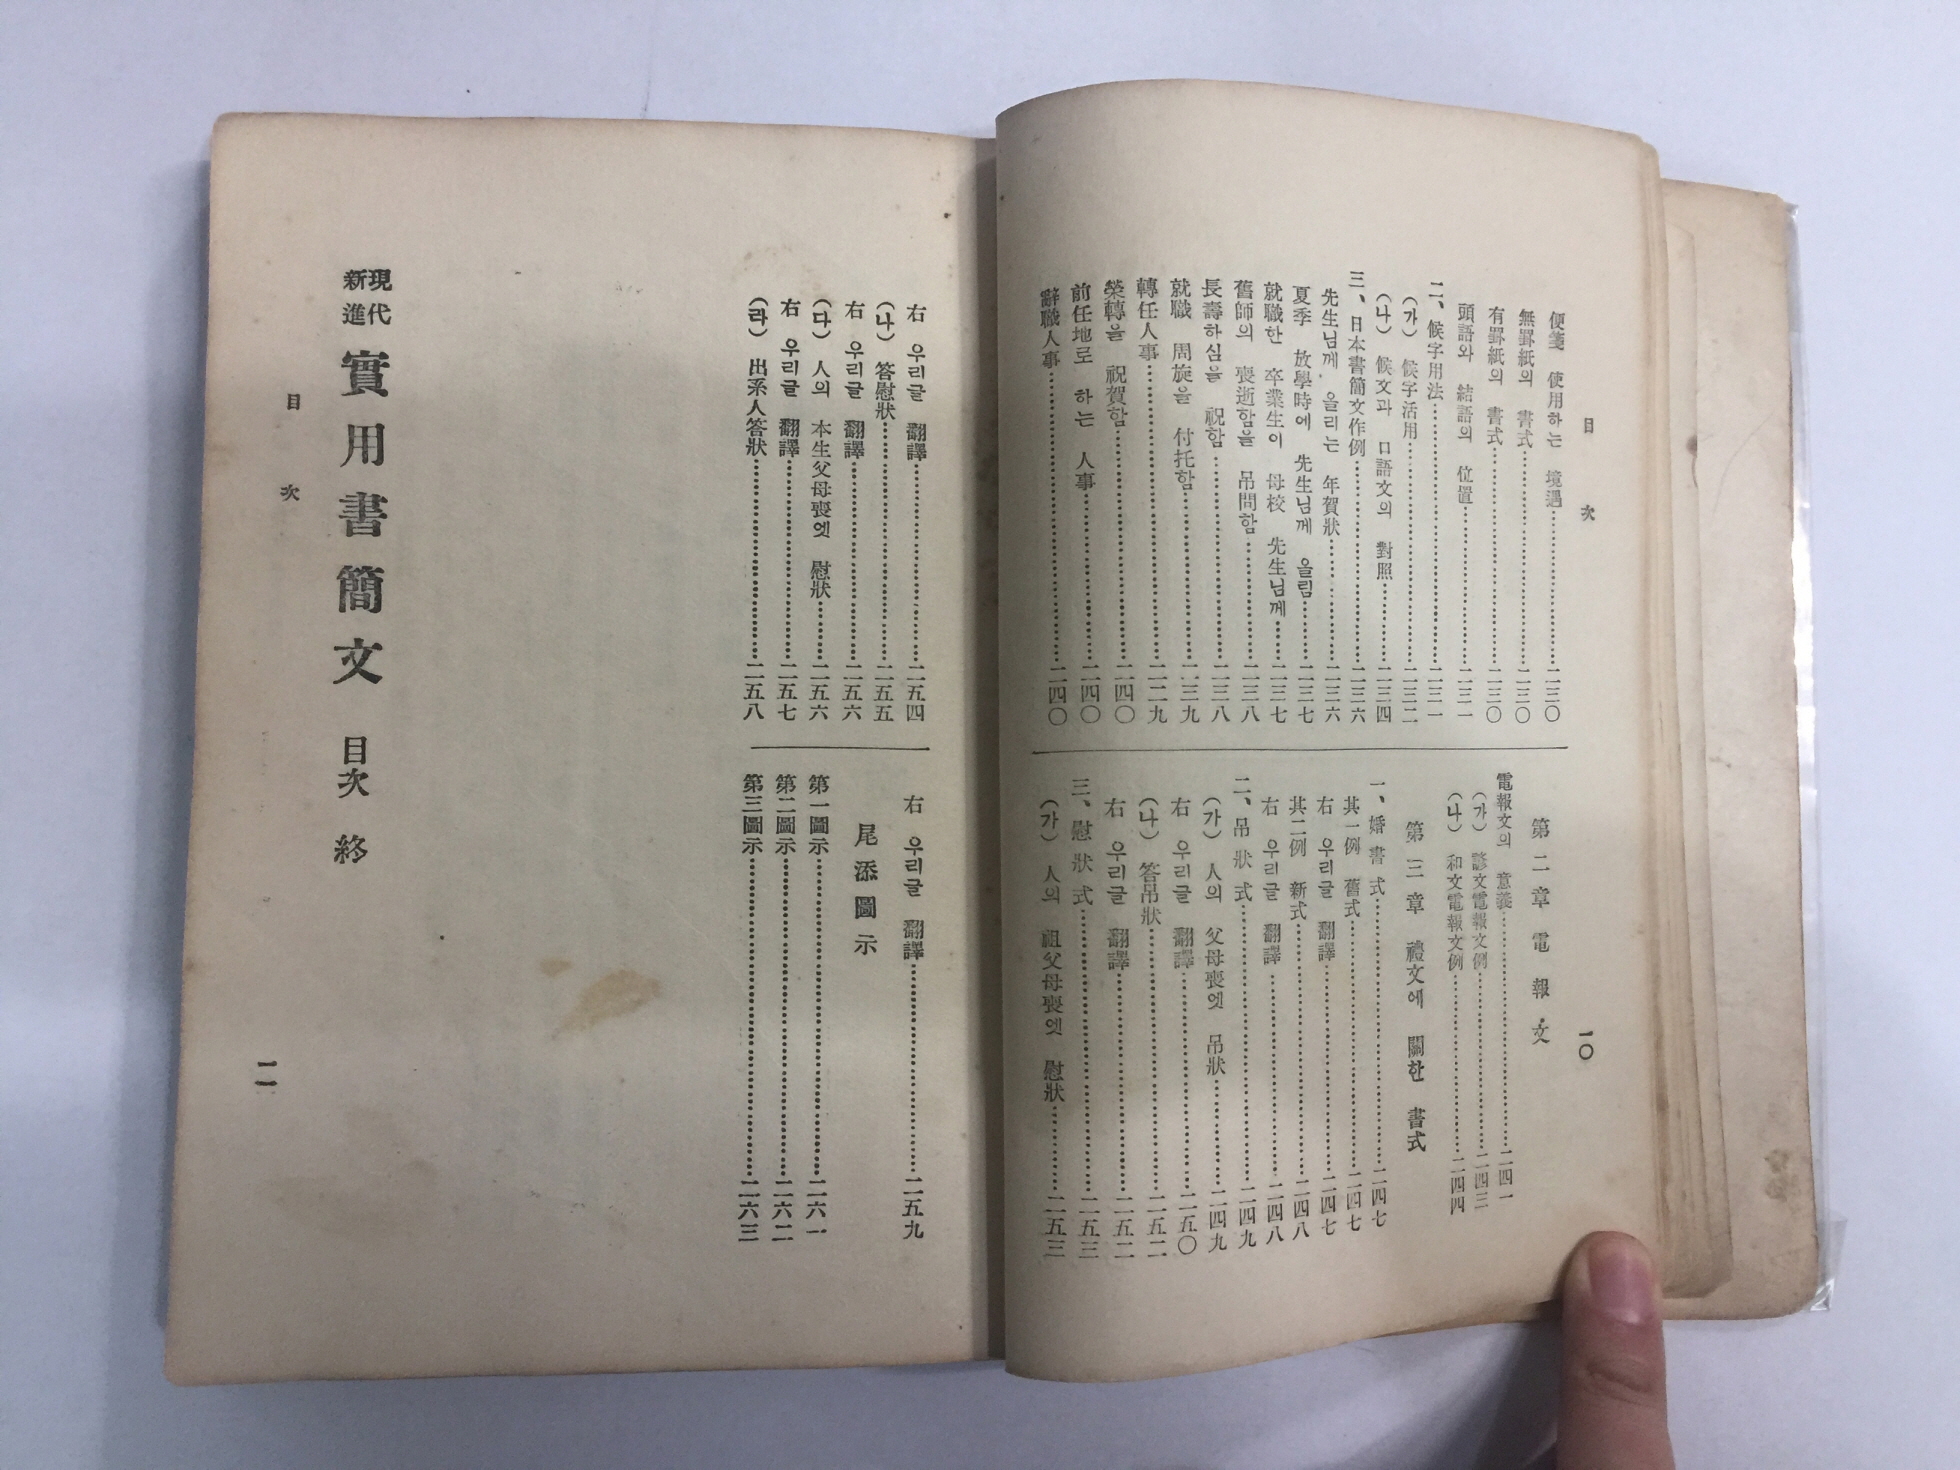 目次
一〇
便箋 使用하는 境遇…………二三〇
無罫紙의 書式…………二三〇
有罫紙의 書式…………二三〇
頭語와 結語의 位置…………二三一
二、候字用法…………二三一
(가) 候字活用…………二三二
(나) 候文과 口語文의 對照…………二三四
三、日本書簡文作例…………二三六
先生님께 올리는 年賀狀…………二三六
夏季 放學時에 先生님께 올림…………二三七
就職한 卒業生이 母校 先生님께…………二三七
舊師의 喪逝함을 吊問함…………二三八
長壽하심을 祝함…………二三八
就職 周旋을 付托함…………二三九
轉任人事…………二二九
榮轉을 祝賀함…………二四〇
前任地로 하는 人事…………二四〇
辭職人事…………二四〇
第二章 電報文
電報文의 意義…………二四一
(가) 諺文電報文例…………二四三
(나) 和文電報文例…………二四四
第三章 禮文에 關한 書式
一、婚書式…………二四七
其一例 舊式…………二四七
右 우리글 翻譯…………二四七
其二例 新式…………二四八
右 우리글 翻譯…………二四八
二、吊狀式…………二四九
(가) 人의 父母喪엣 吊狀…………二四九
右 우리글 翻譯…………二五〇
(나) 答吊狀…………二五二
右 우리글 翻譯…………二五二
三、慰狀式…………二五三
(가) 人의 祖父母喪엣 慰狀…………二五三
右 우리글 翻譯…………二五四
(나) 答慰狀…………二五五
右 우리글 翻譯…………二五六
(다) 人의 本生父母喪엣 慰狀…………二五六
右 우리글 翻譯…………二五七
(라) 出系人答狀…………二五八
右 우리글 翻譯…………二五九
尾添圖示
第一圖示…………二六一
第二圖示…………二六二
第三圖示…………二六三
現代新進 實用書簡文 目次 終
目次
一一